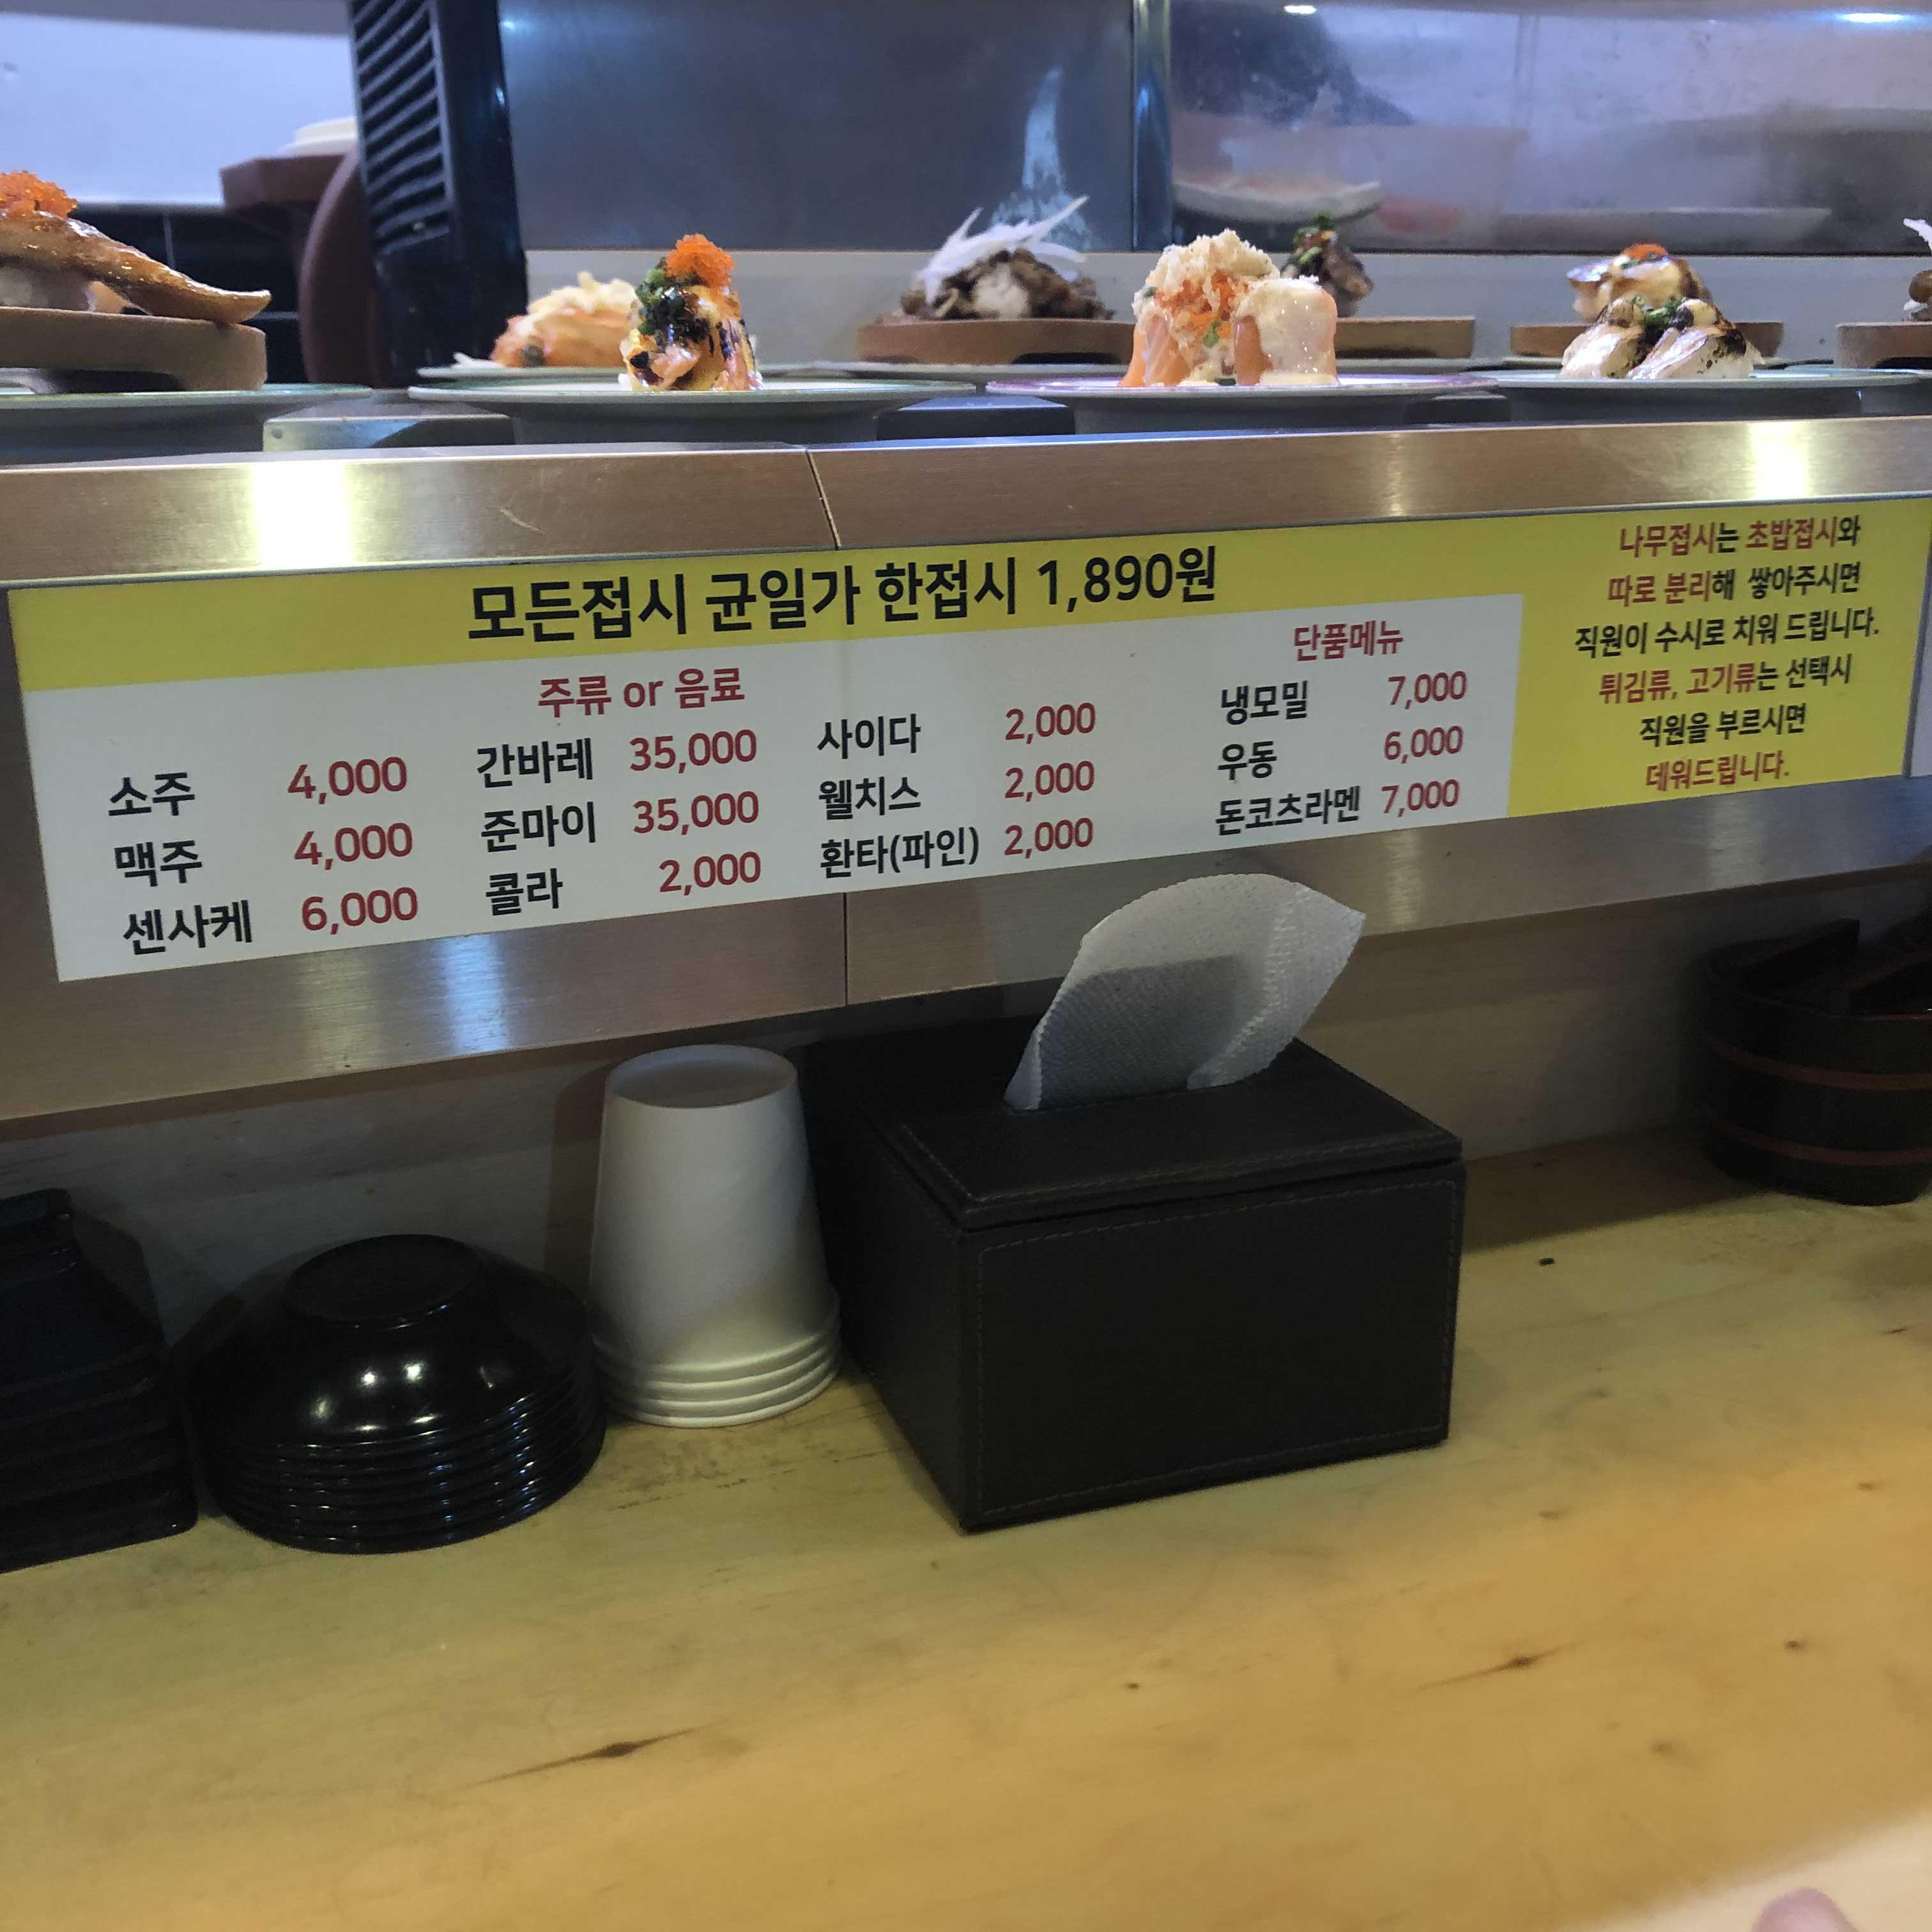 모든접시 균일가 한접시 1,890원
주류 or 음료
소주 4,000
맥주 4,000
센사케 6,000
간바레 35,000
준마이 35,000
콜라 2,000
사이다 2,000
웰치스 2,000
환타(파인) 2,000
단품메뉴
냉모밀 7,000
우동 6,000
돈코츠라멘 7,000
나무접시는 초밥접시와
따로 분리해 쌓아주시면
직원이 수시로 치워 드립니다.
튀김류, 고기류는 선택시
직원을 부르시면
데워드립니다.